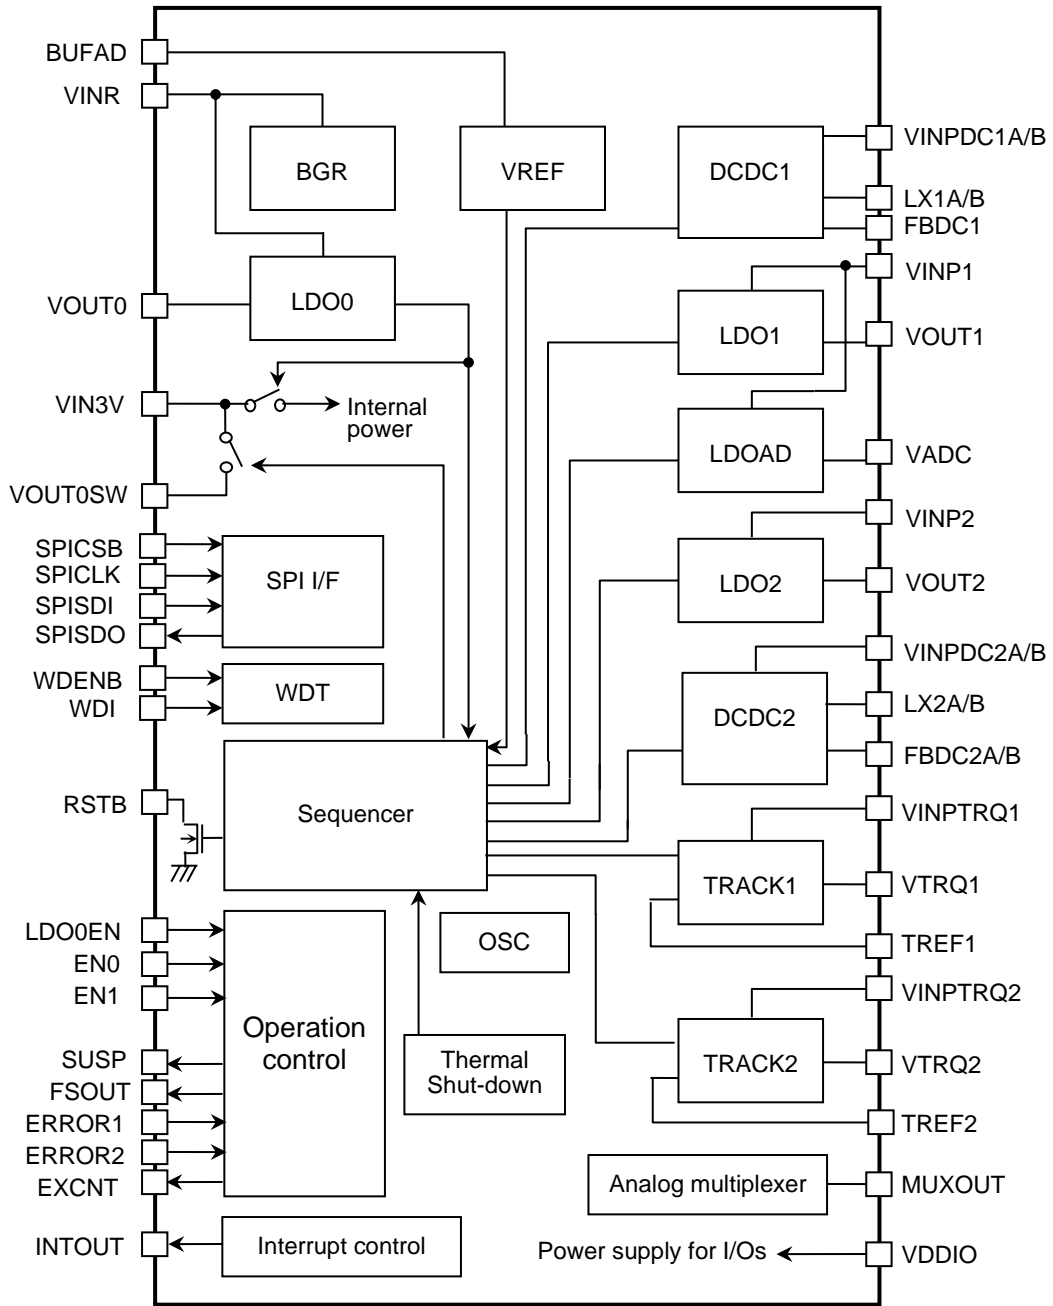 BUFAD
VINR
BGR
VREF
DCDC1
VINPDC1A/B
LX1A/B
FBDC1
VINP1
VOUT0
LDO0
LDO1
VOUT1
VIN3V
Internal
power
LDOAD
VADC
VOUT0SW
VINP2
SPICSB
SPICLK
SPISDI
SPISDO
SPI I/F
LDO2
VOUT2
VINPDC2A/B
WDENB
WDI
WDT
DCDC2
LX2A/B
FBDC2A/B
RSTB
Sequencer
VINPTRQ1
TRACK1
VTRQ1
TREF1
LDO0EN
EN0
EN1
OSC
VINPTRQ2
Operation
control
SUSP
FSOUT
ERROR1
ERROR2
EXCNT
Thermal
Shut-down
TRACK2
VTRQ2
TREF2
Analog multiplexer
MUXOUT
INTOUT
Interrupt control
Power supply for I/Os
VDDIO